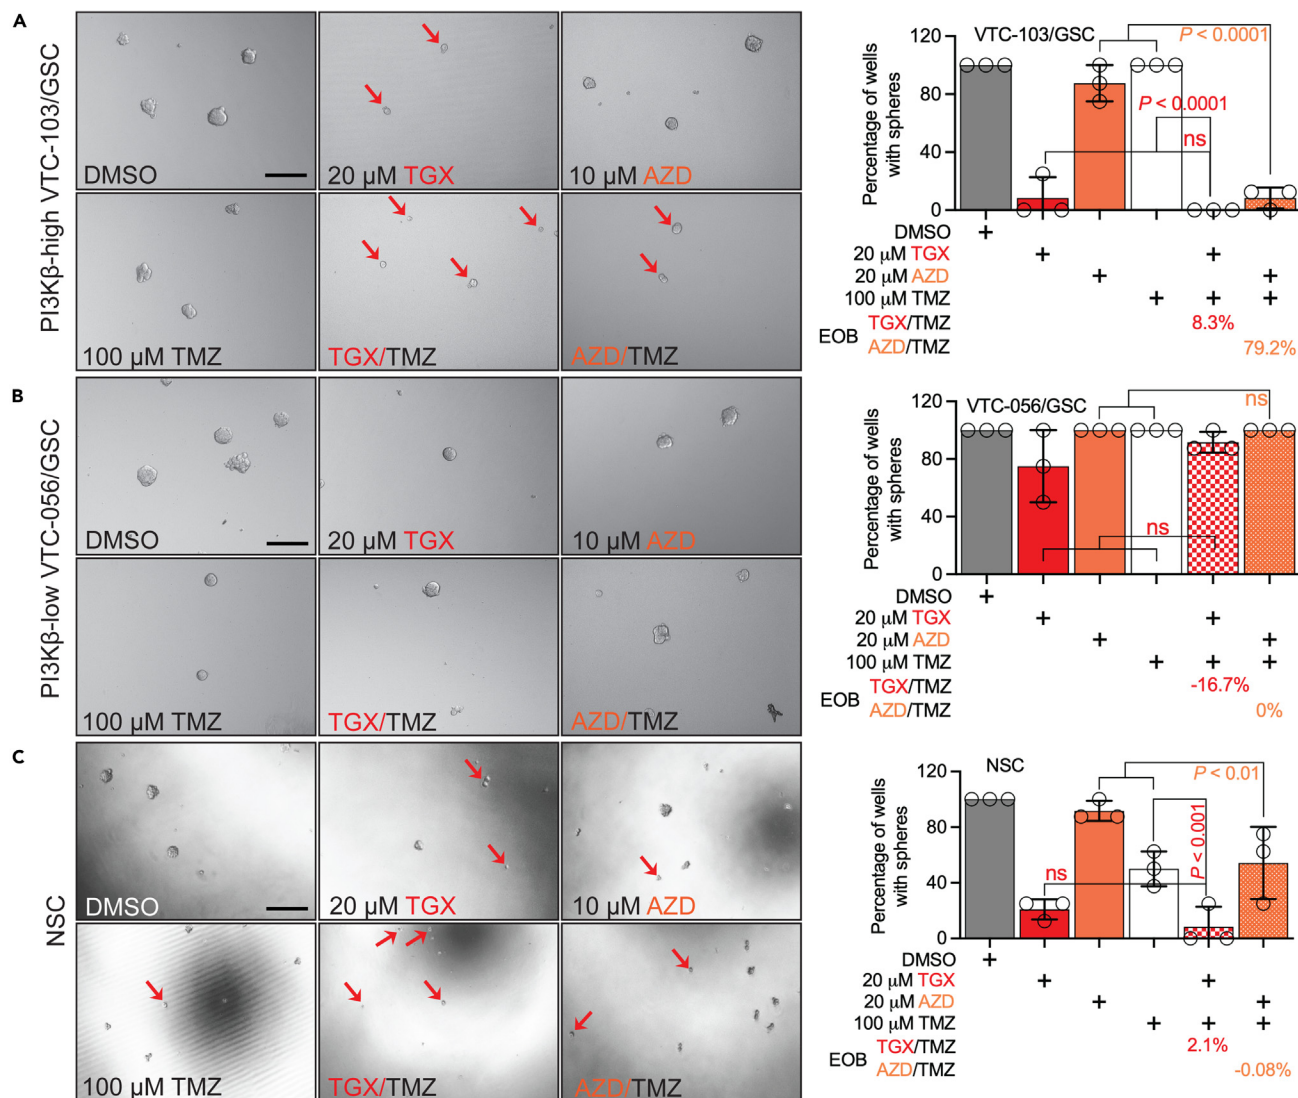 A
PI3Kβ-high VTC-103/GSC
DMSO
20 µM TGX
10 µM AZD
100 µM TMZ
TGX/TMZ
AZD/TMZ
VTC-103/GSC
P < 0.0001
P < 0.0001
ns
Percentage of wells
with spheres
120
80
40
0
DMSO
+
20 µM TGX
+ +
20 µM AZD
+ +
100 µM TMZ
+ + +
EOB
TGX/TMZ
8.3%
AZD/TMZ
79.2%
B
PI3Kβ-low VTC-056/GSC
DMSO
20 µM TGX
10 µM AZD
100 µM TMZ
TGX/TMZ
AZD/TMZ
VTC-056/GSC
ns
ns
Percentage of wells
with spheres
120
80
40
0
DMSO
+
20 µM TGX
+ +
20 µM AZD
+ +
100 µM TMZ
+ + +
EOB
TGX/TMZ
-16.7%
AZD/TMZ
0%
C
NSC
DMSO
20 µM TGX
10 µM AZD
100 µM TMZ
TGX/TMZ
AZD/TMZ
NSC
P < 0.01
P < 0.001
ns
Percentage of wells
with spheres
120
80
40
0
DMSO
+
20 µM TGX
+ +
20 µM AZD
+ +
100 µM TMZ
+ + +
EOB
TGX/TMZ
2.1%
AZD/TMZ
-0.08%